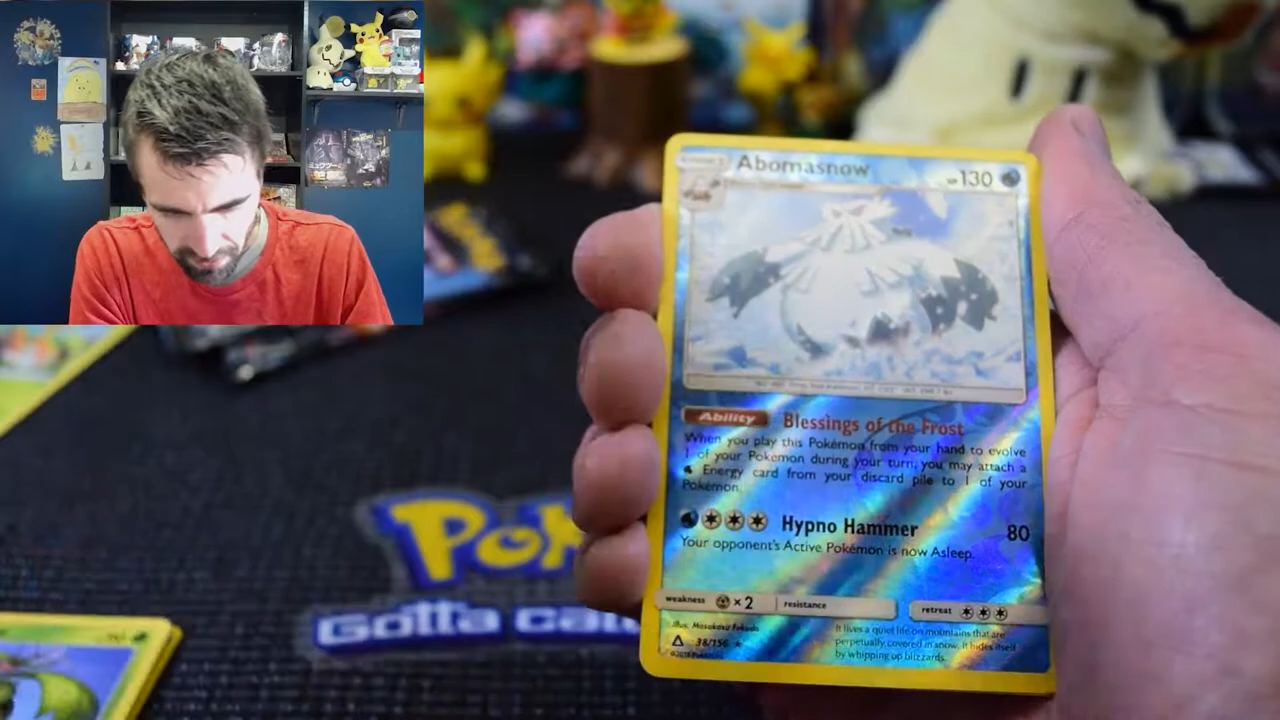 Abomasnow
HP 130
Ability Blessings of the Frost
When you play this Pokémon from your hand to evolve
1 of your Pokémon during your turn, you may attach a
Energy card from your discard pile to 1 of your
Pokémon.
Hypno Hammer 80
Your opponent's Active Pokémon is now Asleep.
weakness ×2 resistance retreat
Illus. Masakazu Fukuda
38/156
It lives a quiet life on mountains that are
perpetually covered in snow. It hides itself
by whipping up blizzards.
Gotta